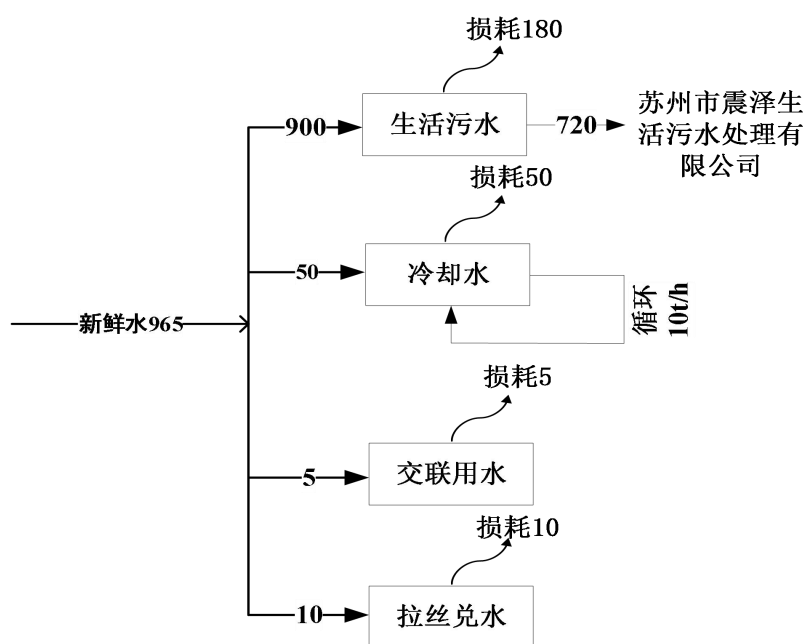 损耗180
900
生活污水
720
苏州市震泽生
活污水处理有
限公司
损耗50
50
冷却水
循环
10t/h
新鲜水965
损耗5
5
交联用水
损耗10
10
拉丝兑水